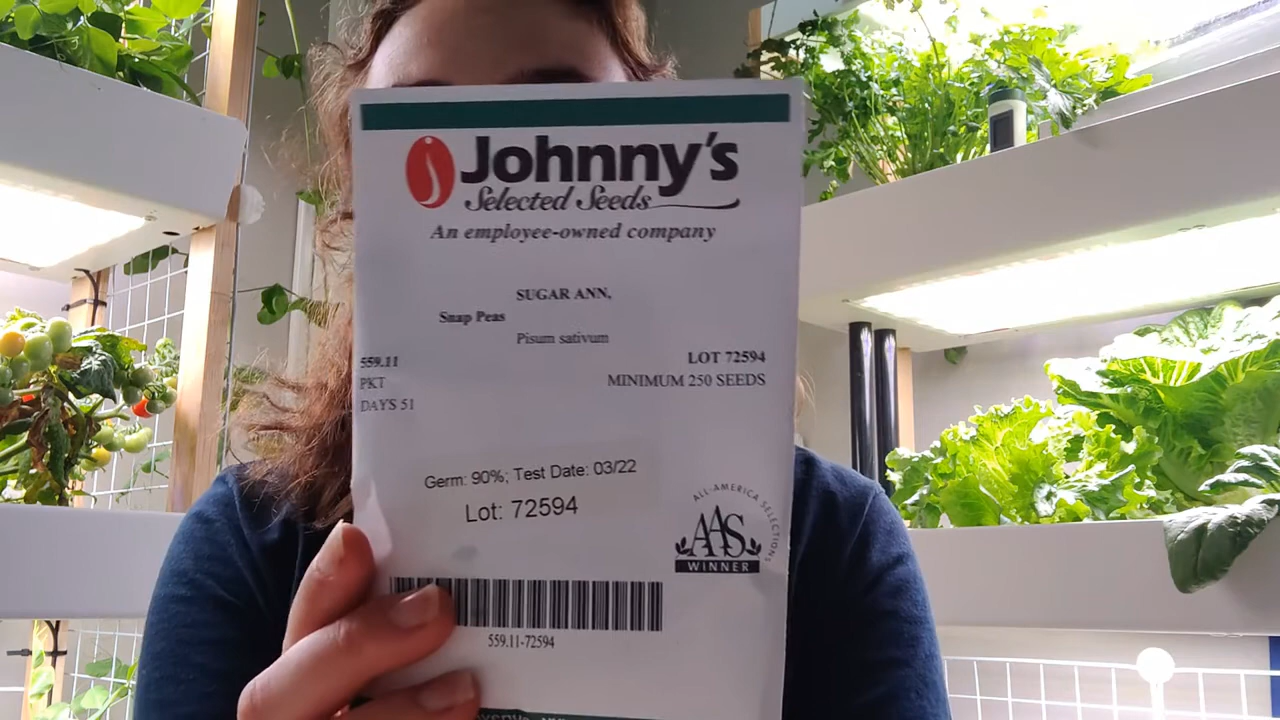 Johnny's
Selected Seeds
An employee-owned company
SUGAR ANN,
Snap Peas
Pisum sativum
559.11
LOT 72594
PKT
MINIMUM 250 SEEDS
DAYS 51
Germ: 90%; Test Date: 03/22
Lot: 72594
ALL-AMERICA SELECTIONS
AAS
WINNER
559.11-72594